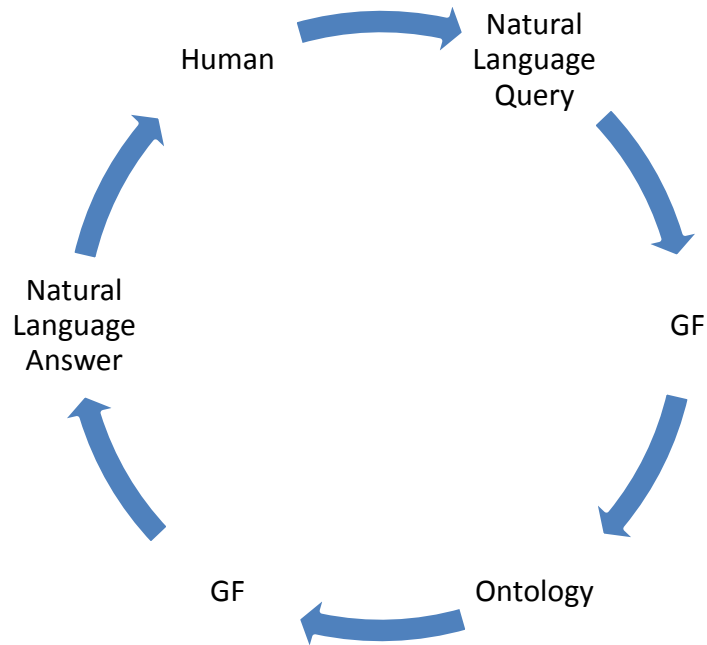 Human
Natural
Language
Query
GF
Ontology
GF
Natural
Language
Answer